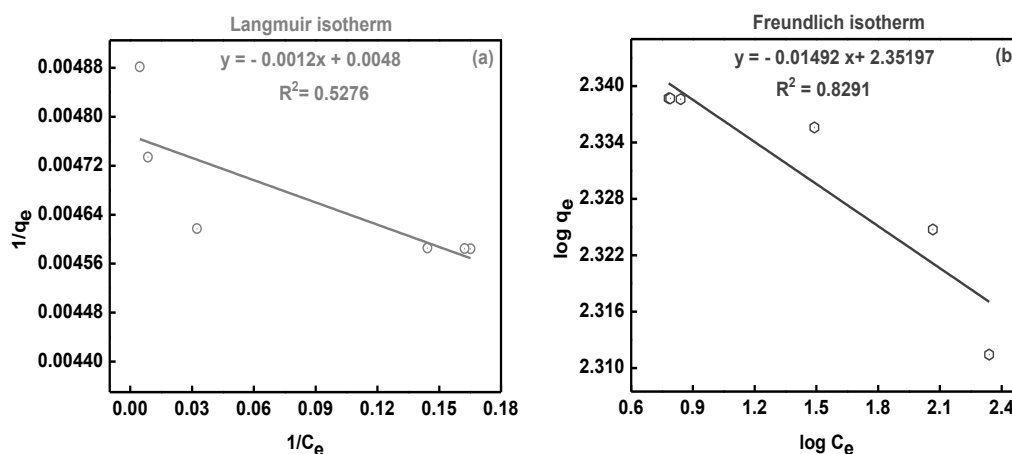 Langmuir isotherm
y = - 0.0012x + 0.0048
(a)
R²= 0.5276
0.00488
0.00480
0.00472
0.00464
0.00456
0.00448
0.00440
1/qe
0.00 0.03 0.06 0.09 0.12 0.15 0.18
1/Ce
Freundlich isotherm
y = - 0.01492 x+ 2.35197
(b)
R² = 0.8291
2.340
2.334
2.328
2.322
2.316
2.310
log qe
0.6 0.9 1.2 1.5 1.8 2.1 2.4
log Ce